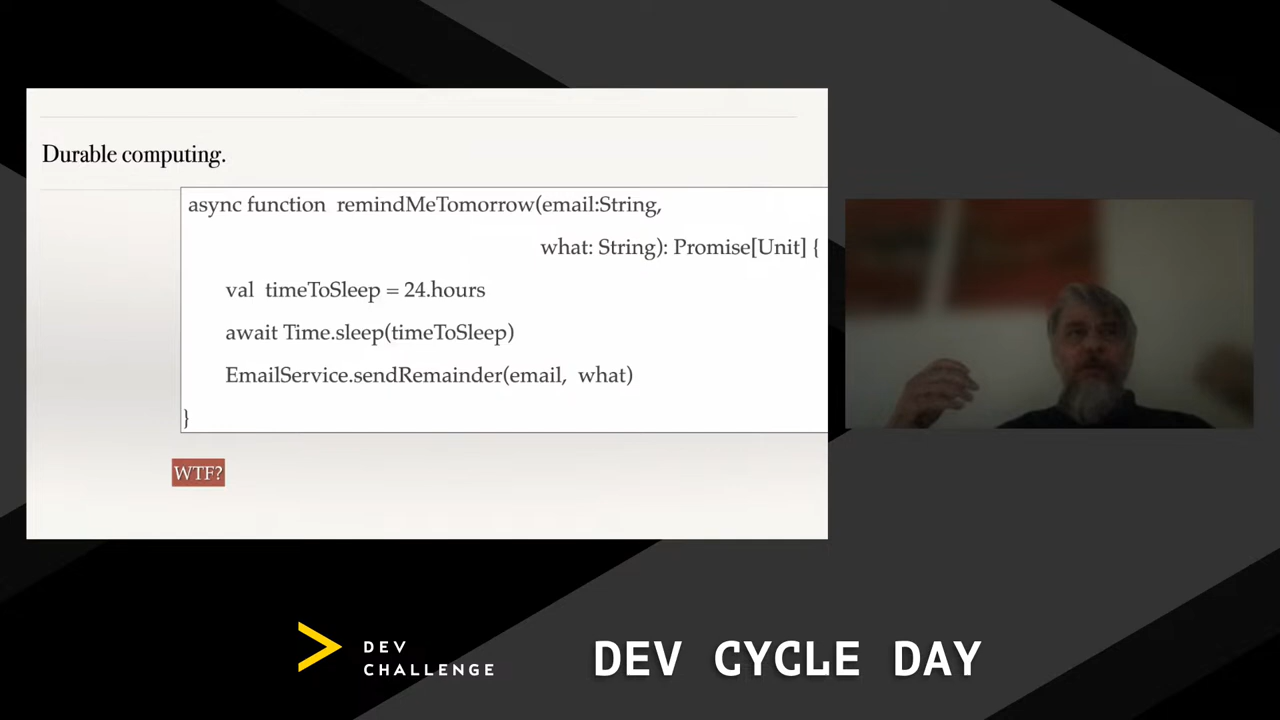 Durable computing.
async function remindMeTomorrow(email:String,
what: String): Promise[Unit] {
val timeToSleep = 24.hours
await Time.sleep(timeToSleep)
EmailService.sendRemainder(email, what)
}
WTF?
DEV
CHALLENGE
DEV CYCLE DAY